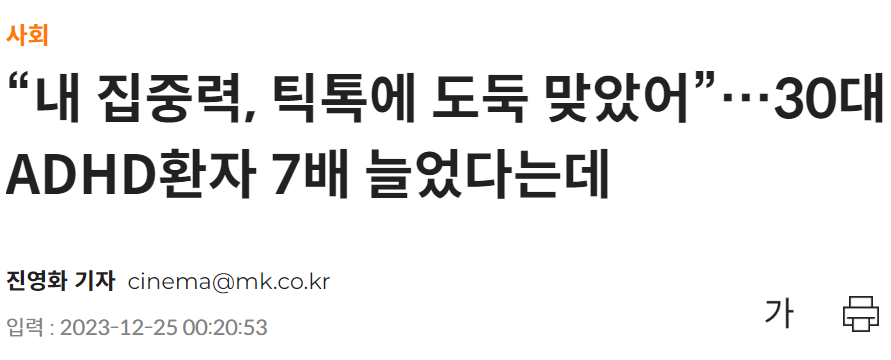 사회
“내 집중력, 틱톡에 도둑 맞았어”…30대
ADHD환자 7배 늘었다는데
진영화 기자 cinema@mk.co.kr
입력 : 2023-12-25 00:20:53
가